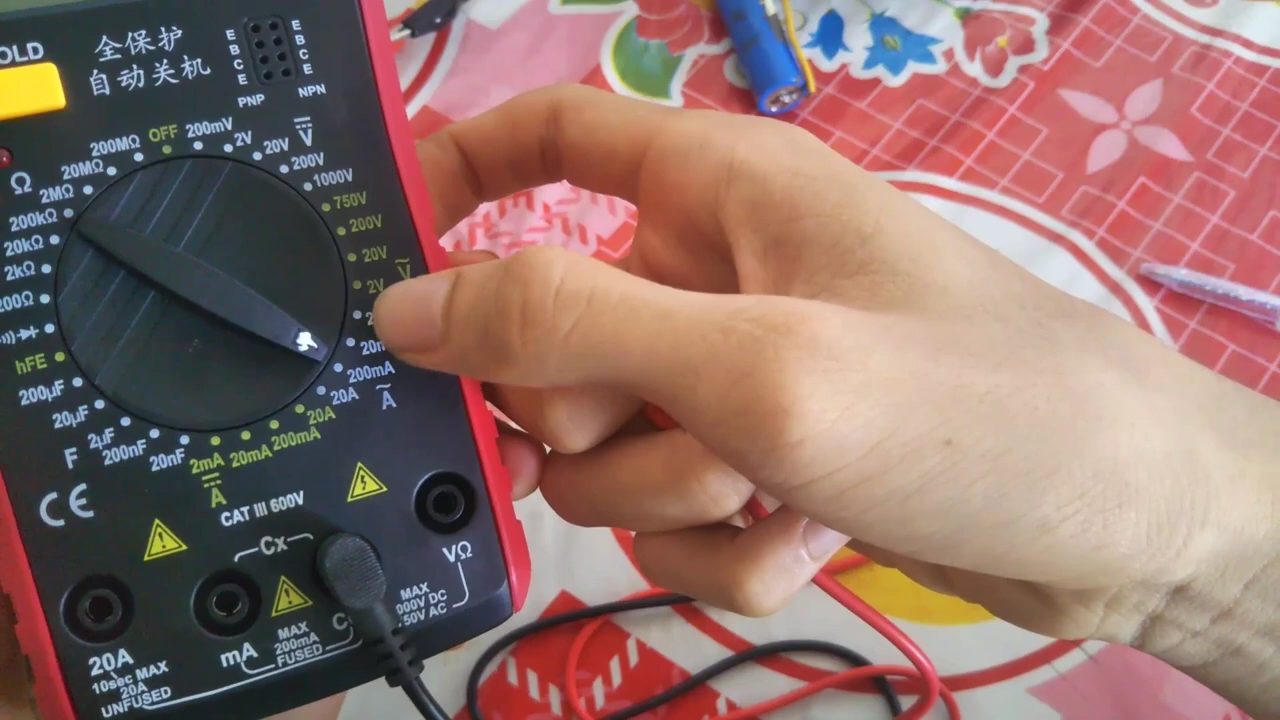 OLD
全保护
自动关机
E
B
C
E
E
B
C
E
PNP
NPN
OFF
200mV
2V
20V
200V
1000V
V
750V
200V
20V
2V
V
20m
200mA
20A
A
20A
200mA
20mA
2mA
A
20nF
200nF
2μF
20μF
200μF
F
hFE
200Ω
2kΩ
20kΩ
200kΩ
2MΩ
20MΩ
200MΩ
Ω
CE
CAT III 600V
Cx
VΩ
MAX
000V DC
750V AC
C
20A
10sec MAX
20A
UNFUSED
mA
MAX
200mA
FUSED